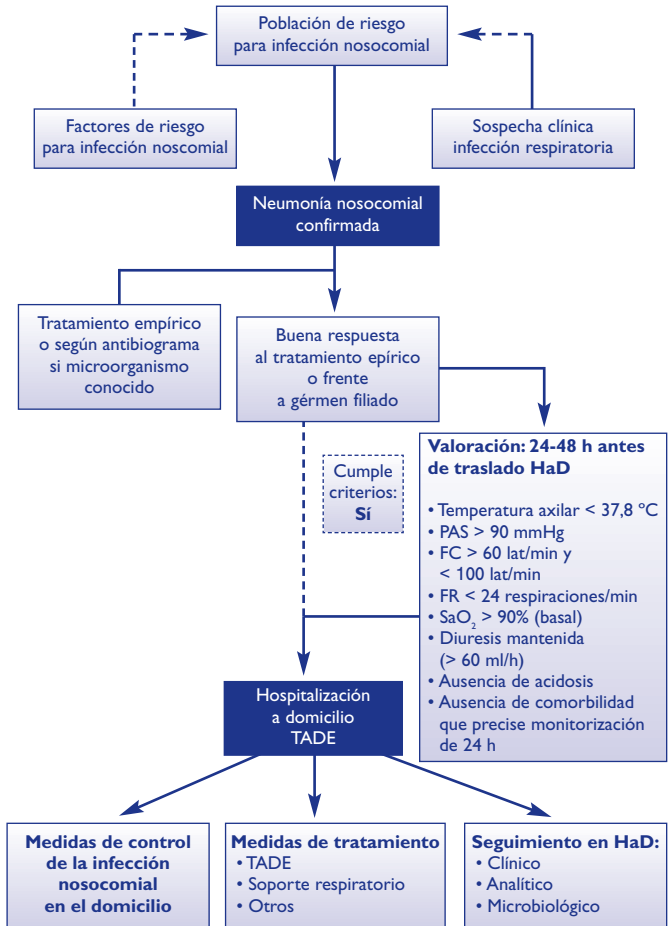 Población de riesgo
para infección nosocomial
Factores de riesgo
para infección noscomial
Sospecha clínica
infección respiratoria
Neumonía nosocomial
confirmada
Tratamiento empírico
o según antibiograma
si microorganismo
conocido
Buena respuesta
al tratamiento epírico
o frente
a gérmen filiado
Cumple
criterios:
Sí
Valoración: 24-48 h antes
de traslado HaD
• Temperatura axilar < 37,8 ºC
• PAS > 90 mmHg
• FC > 60 lat/min y
< 100 lat/min
• FR < 24 respiraciones/min
• SaO₂ > 90% (basal)
• Diuresis mantenida
(> 60 ml/h)
• Ausencia de acidosis
• Ausencia de comorbilidad
que precise monitorización
de 24 h
Hospitalización
a domicilio
TADE
Medidas de control
de la infección
nosocomial
en el domicilio
Medidas de tratamiento
• TADE
• Soporte respiratorio
• Otros
Seguimiento en HaD:
• Clínico
• Analítico
• Microbiológico